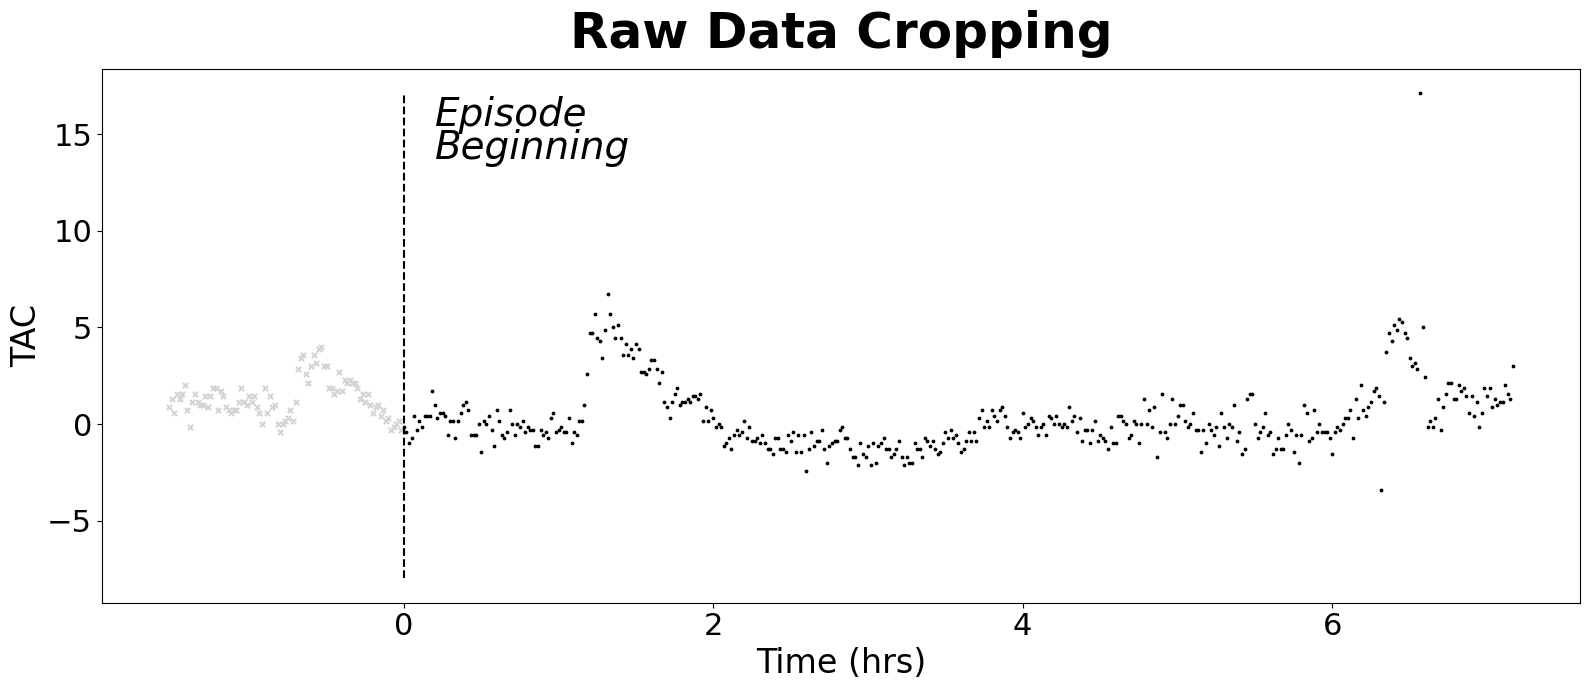 Raw Data Cropping
Episode
Beginning
15
10
5
0
−5
TAC
0
2
4
6
Time (hrs)